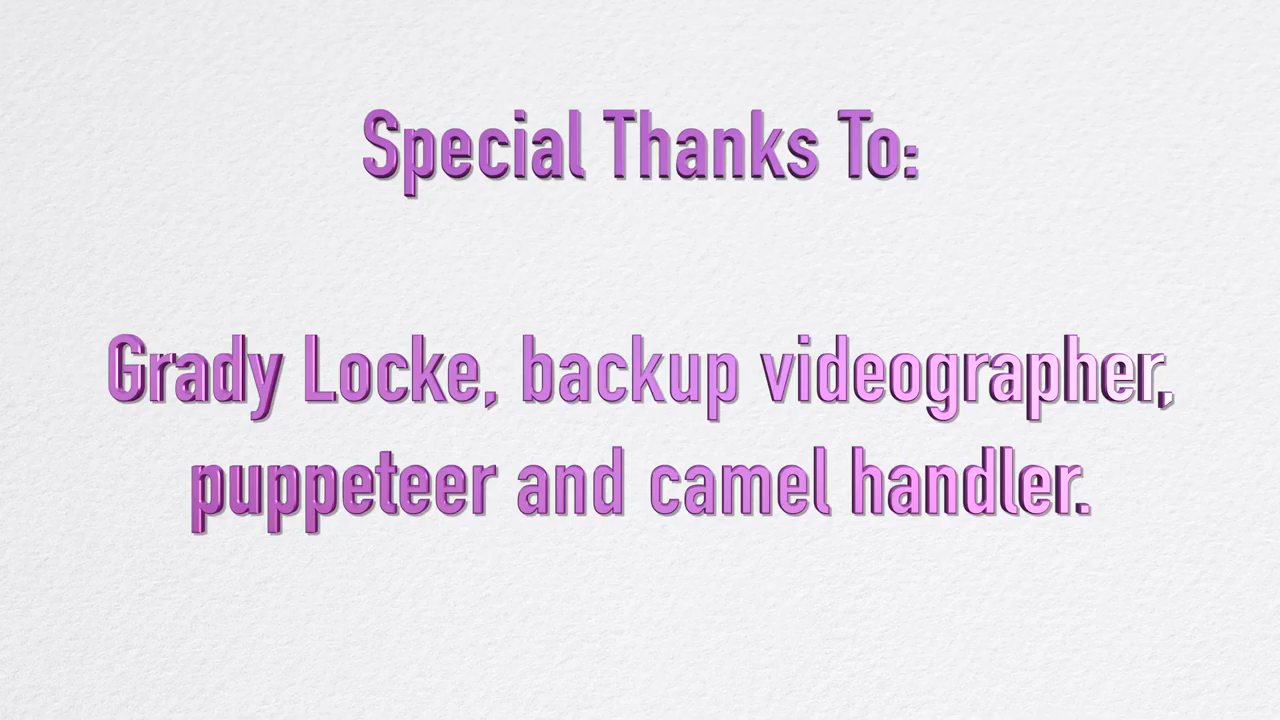 Special Thanks To:
Grady Locke, backup videographer,
puppeteer and camel handler.